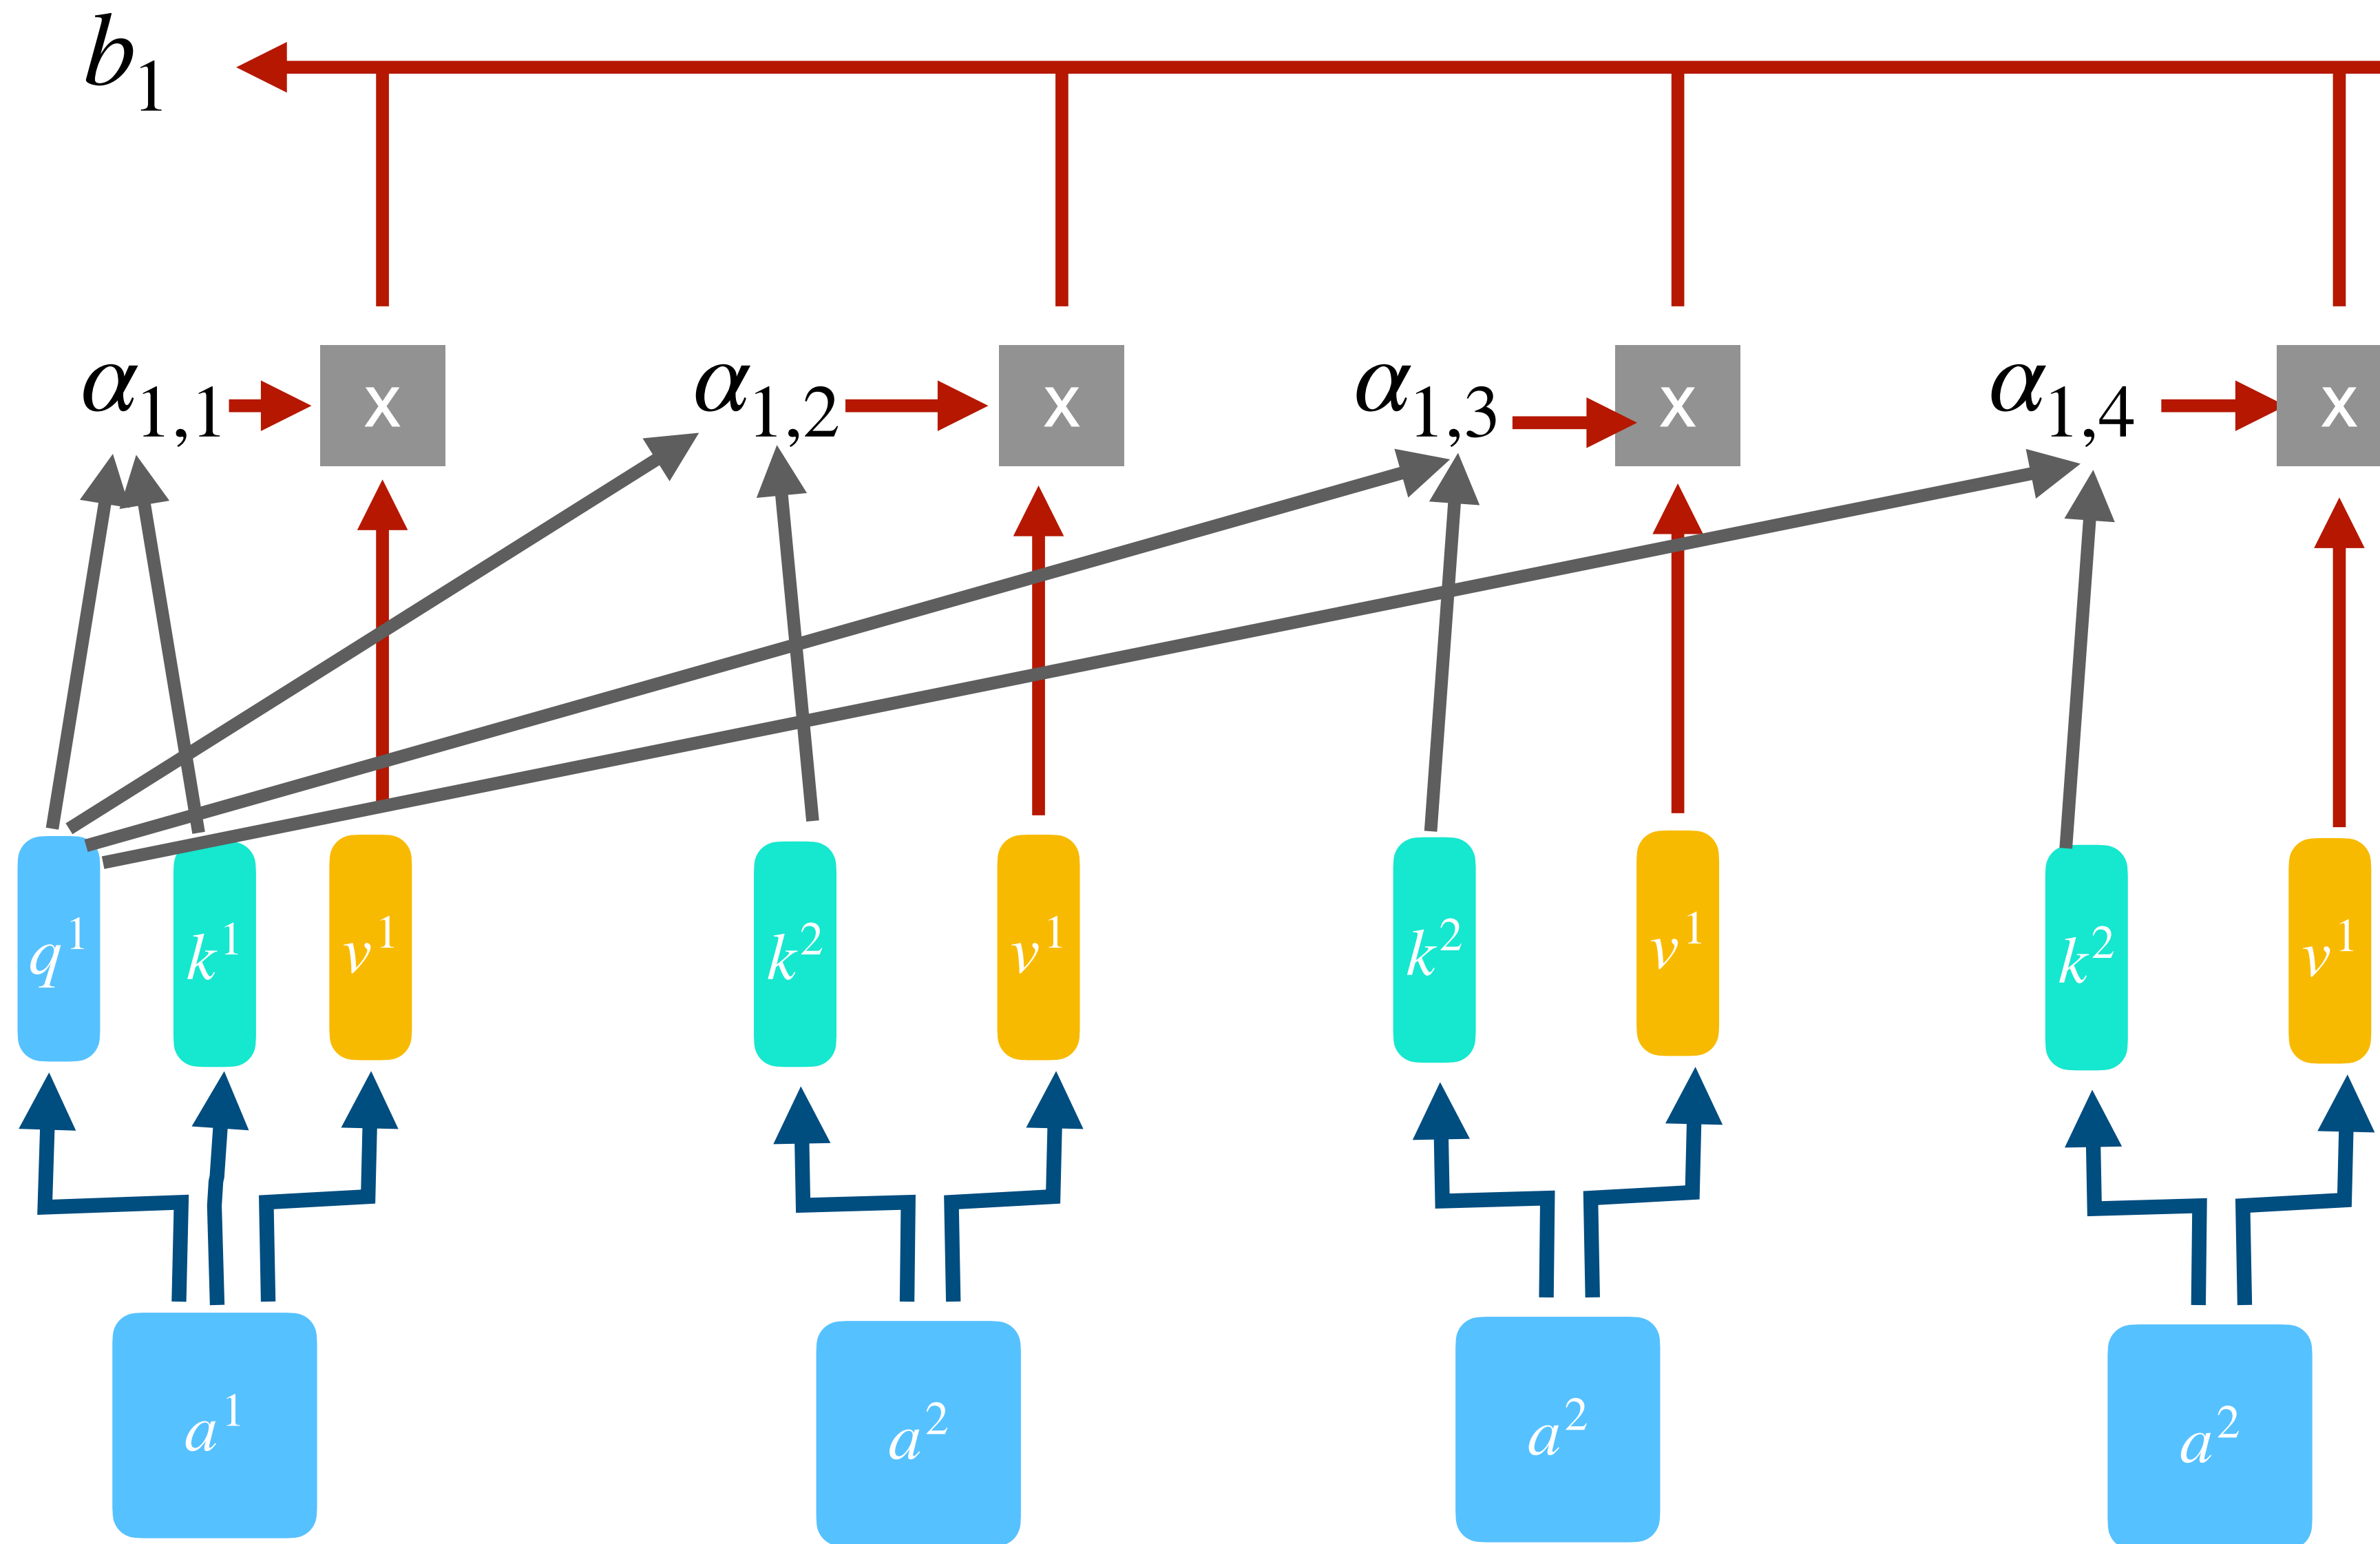 b₁
α₁,₁ x α₁,₂ x α₁,₃ x α₁,₄ x
q¹ k¹ v¹ k² v¹ k² v¹ k² v¹
a¹ a² a² a²